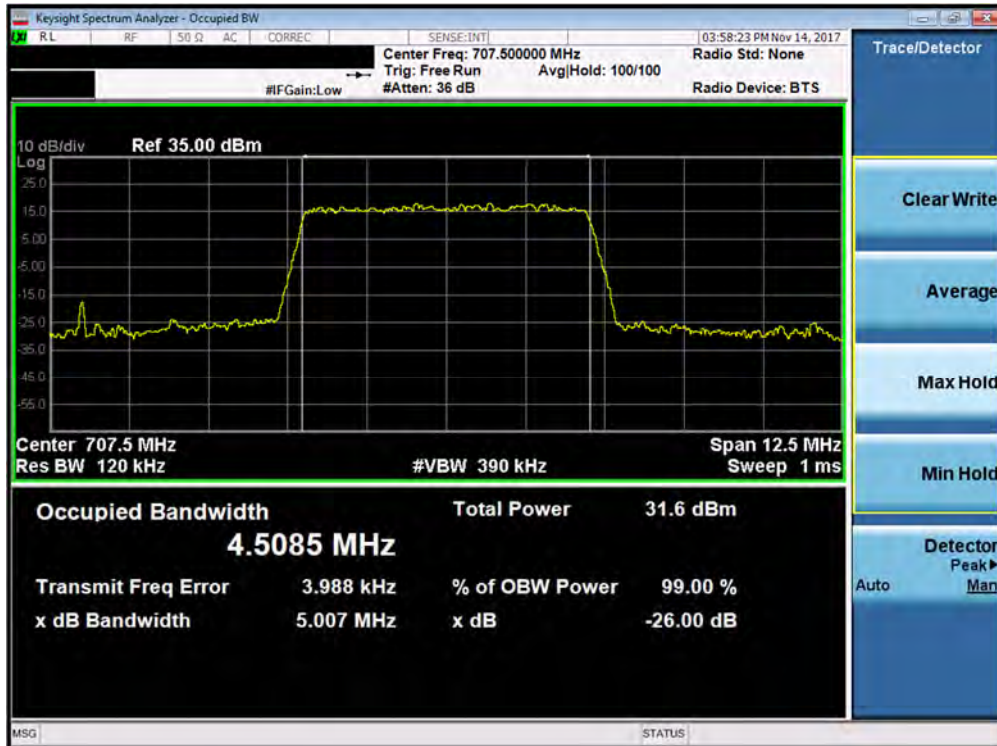 Keysight Spectrum Analyzer - Occupied BW
RL RF 50 Ω AC CORREC SENSE:INT 03:58:23 PM Nov 14, 2017
Center Freq: 707.500000 MHz Radio Std: None
Trig: Free Run Avg|Hold: 100/100
#IFGain:Low #Atten: 36 dB Radio Device: BTS
Trace/Detector
10 dB/div Ref 35.00 dBm
Log
25.0
15.0
5.00
-5.00
-15.0
-25.0
-35.0
-45.0
-55.0
Center 707.5 MHz Span 12.5 MHz
Res BW 120 kHz #VBW 390 kHz Sweep 1 ms
Occupied Bandwidth Total Power 31.6 dBm
4.5085 MHz
Transmit Freq Error 3.988 kHz % of OBW Power 99.00 %
x dB Bandwidth 5.007 MHz x dB -26.00 dB
Clear Write
Average
Max Hold
Min Hold
Detector
Peak▶
Auto Man
MSG STATUS